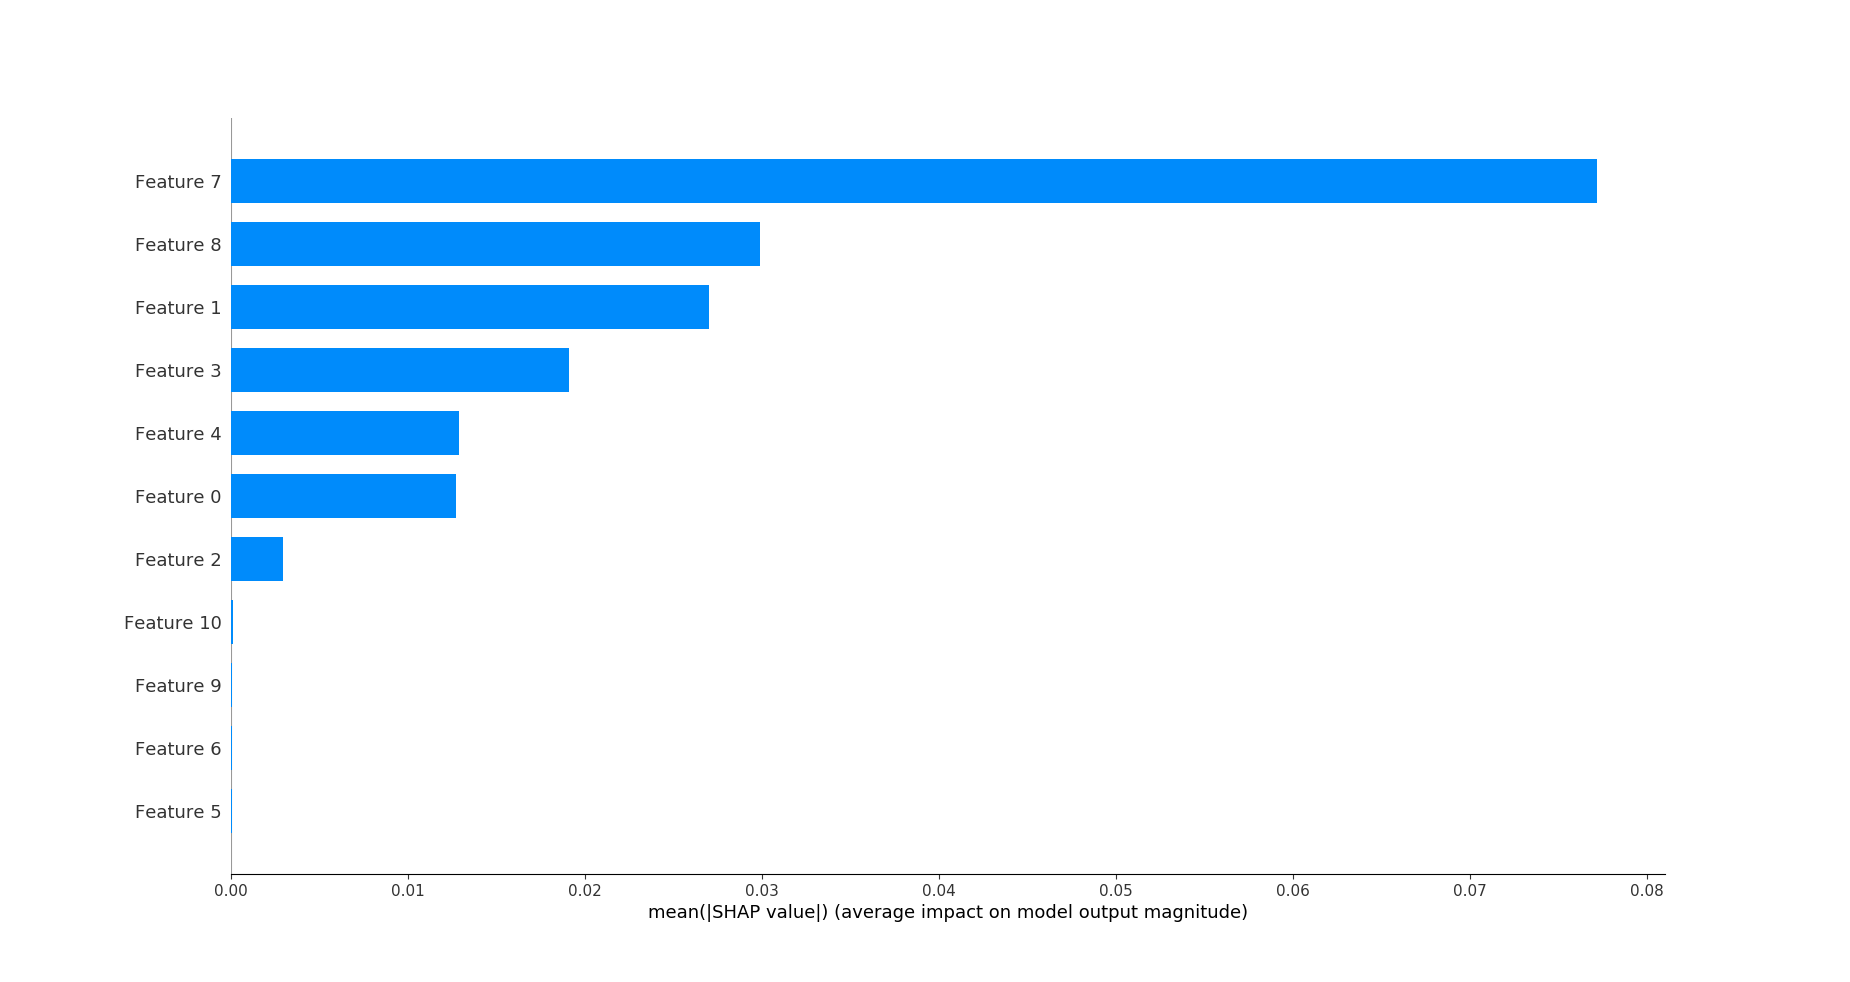 Feature 7
Feature 8
Feature 1
Feature 3
Feature 4
Feature 0
Feature 2
Feature 10
Feature 9
Feature 6
Feature 5
0.00 0.01 0.02 0.03 0.04 0.05 0.06 0.07 0.08
mean(|SHAP value|) (average impact on model output magnitude)